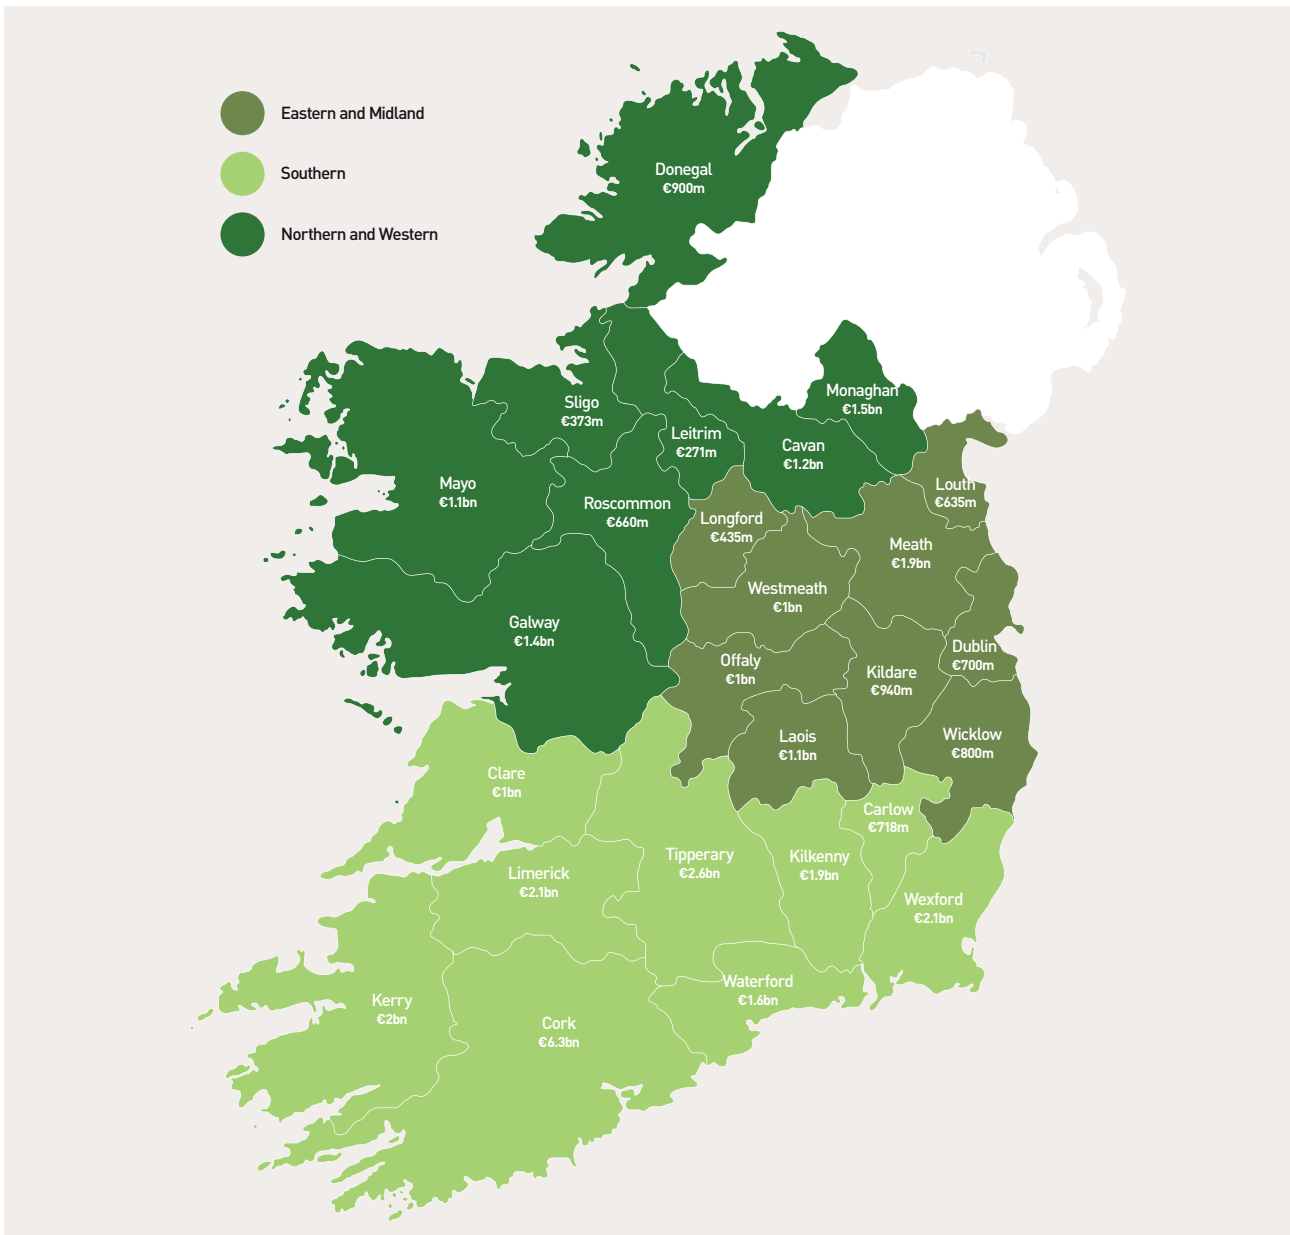 Eastern and Midland
Southern
Northern and Western
Donegal
€900m
Monaghan
€1.5bn
Sligo
€373m
Leitrim
€271m
Cavan
€1.2bn
Mayo
€1.1bn
Roscommon
€660m
Louth
€635m
Longford
€435m
Meath
€1.9bn
Westmeath
€1bn
Galway
€1.4bn
Offaly
€1bn
Dublin
€700m
Kildare
€940m
Laois
€1.1bn
Wicklow
€800m
Clare
€1bn
Carlow
€718m
Tipperary
€2.6bn
Kilkenny
€1.9bn
Limerick
€2.1bn
Wexford
€2.1bn
Waterford
€1.6bn
Kerry
€2bn
Cork
€6.3bn